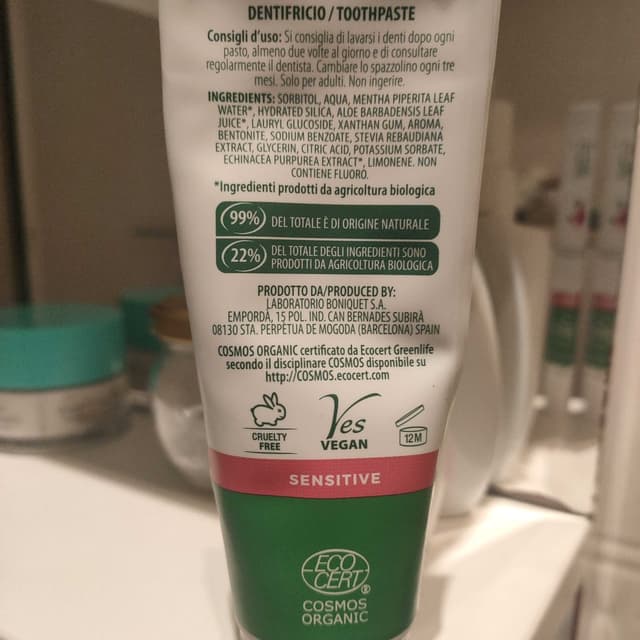 DENTIFRICIO / TOOTHPASTE
Consigli d'uso: Si consiglia di lavarsi i denti dopo ogni
pasto, almeno due volte al giorno e di consultare
regolarmente il dentista. Cambiare lo spazzolino ogni tre
mesi. Solo per adulti. Non ingerire.
INGREDIENTS: SORBITOL, AQUA, MENTHA PIPERITA LEAF
WATER*, HYDRATED SILICA, ALOE BARBADENSIS LEAF
JUICE*, LAURYL GLUCOSIDE, XANTHAN GUM, AROMA,
BENTONITE, SODIUM BENZOATE, STEVIA REBAUDIANA
EXTRACT, GLYCERIN, CITRIC ACID, POTASSIUM SORBATE,
ECHINACEA PURPUREA EXTRACT*, LIMONENE. NON
CONTIENE FLUORO.
*Ingredienti prodotti da agricoltura biologica
99% DEL TOTALE È DI ORIGINE NATURALE
22% DEL TOTALE DEGLI INGREDIENTI SONO
PRODOTTI DA AGRICOLTURA BIOLOGICA
PRODOTTO DA/PRODUCED BY:
LABORATORIO BONIQUET S.A.
EMPORDÀ, 15 POL. IND. CAN BERNADES SUBIRÀ
08130 STA. PERPÈTUA DE MOGODA (BARCELONA) SPAIN
COSMOS ORGANIC certificato da Ecocert Greenlife
secondo il disciplinare COSMOS disponibile su
http://COSMOS.ecocert.com
CRUELTY
FREE
Yes
VEGAN
12M
SENSITIVE
ECO
CERT®
COSMOS
ORGANIC